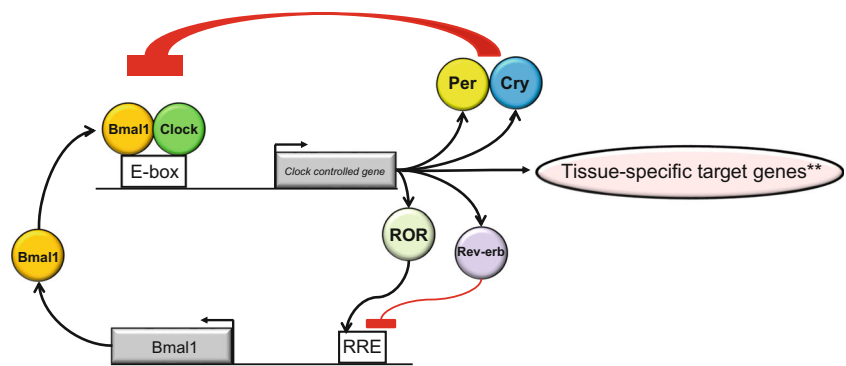 Per
Cry
Bmal1
Clock
E-box
Clock controlled gene
Tissue-specific target genes**
ROR
Rev-erb
Bmal1
Bmal1
RRE